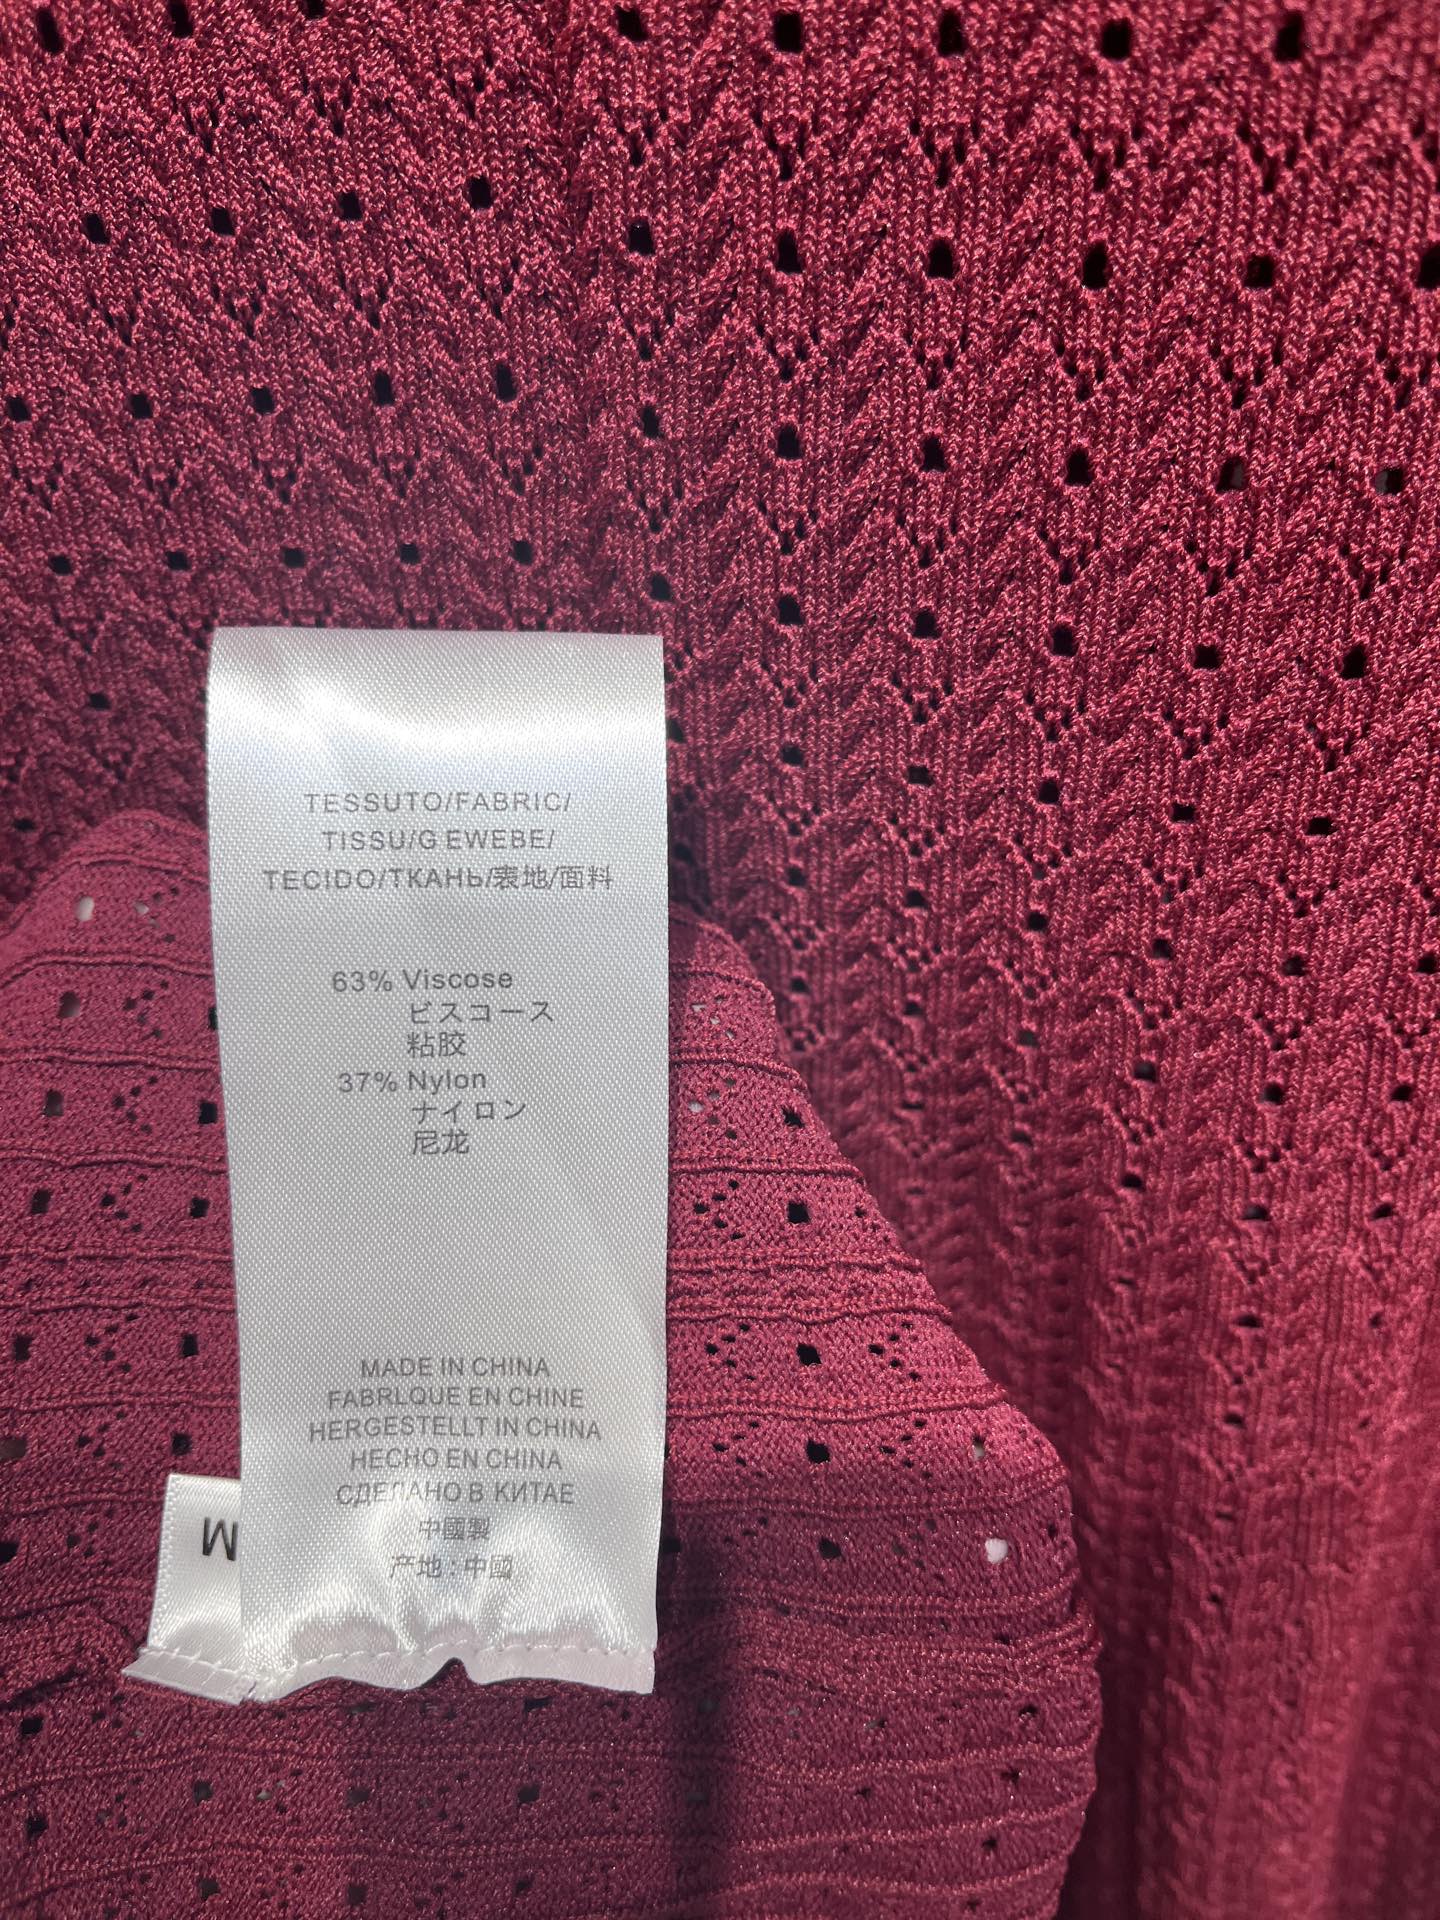 TESSUTO/FABRIC/
TISSU/G EWEBE/
TECIDO/ТКАНЬ/表地/面料
63% Viscose
ビスコース
粘胶
37% Nylon
ナイロン
尼龙
MADE IN CHINA
FABRLQUE EN CHINE
HERGESTELLT IN CHINA
HECHO EN CHINA
СДЕЛАНО В КИТАЕ
中國製
产地:中國
M